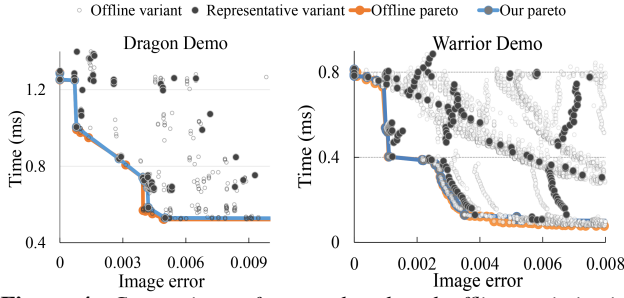 Offline variant Representative variant Offline pareto Our pareto
Dragon Demo
Time (ms)
1.2
0.8
0.4
0 0.003 0.006 0.009
Image error
Warrior Demo
Time (ms)
0.8
0.4
0
0 0.002 0.004 0.006 0.008
Image error